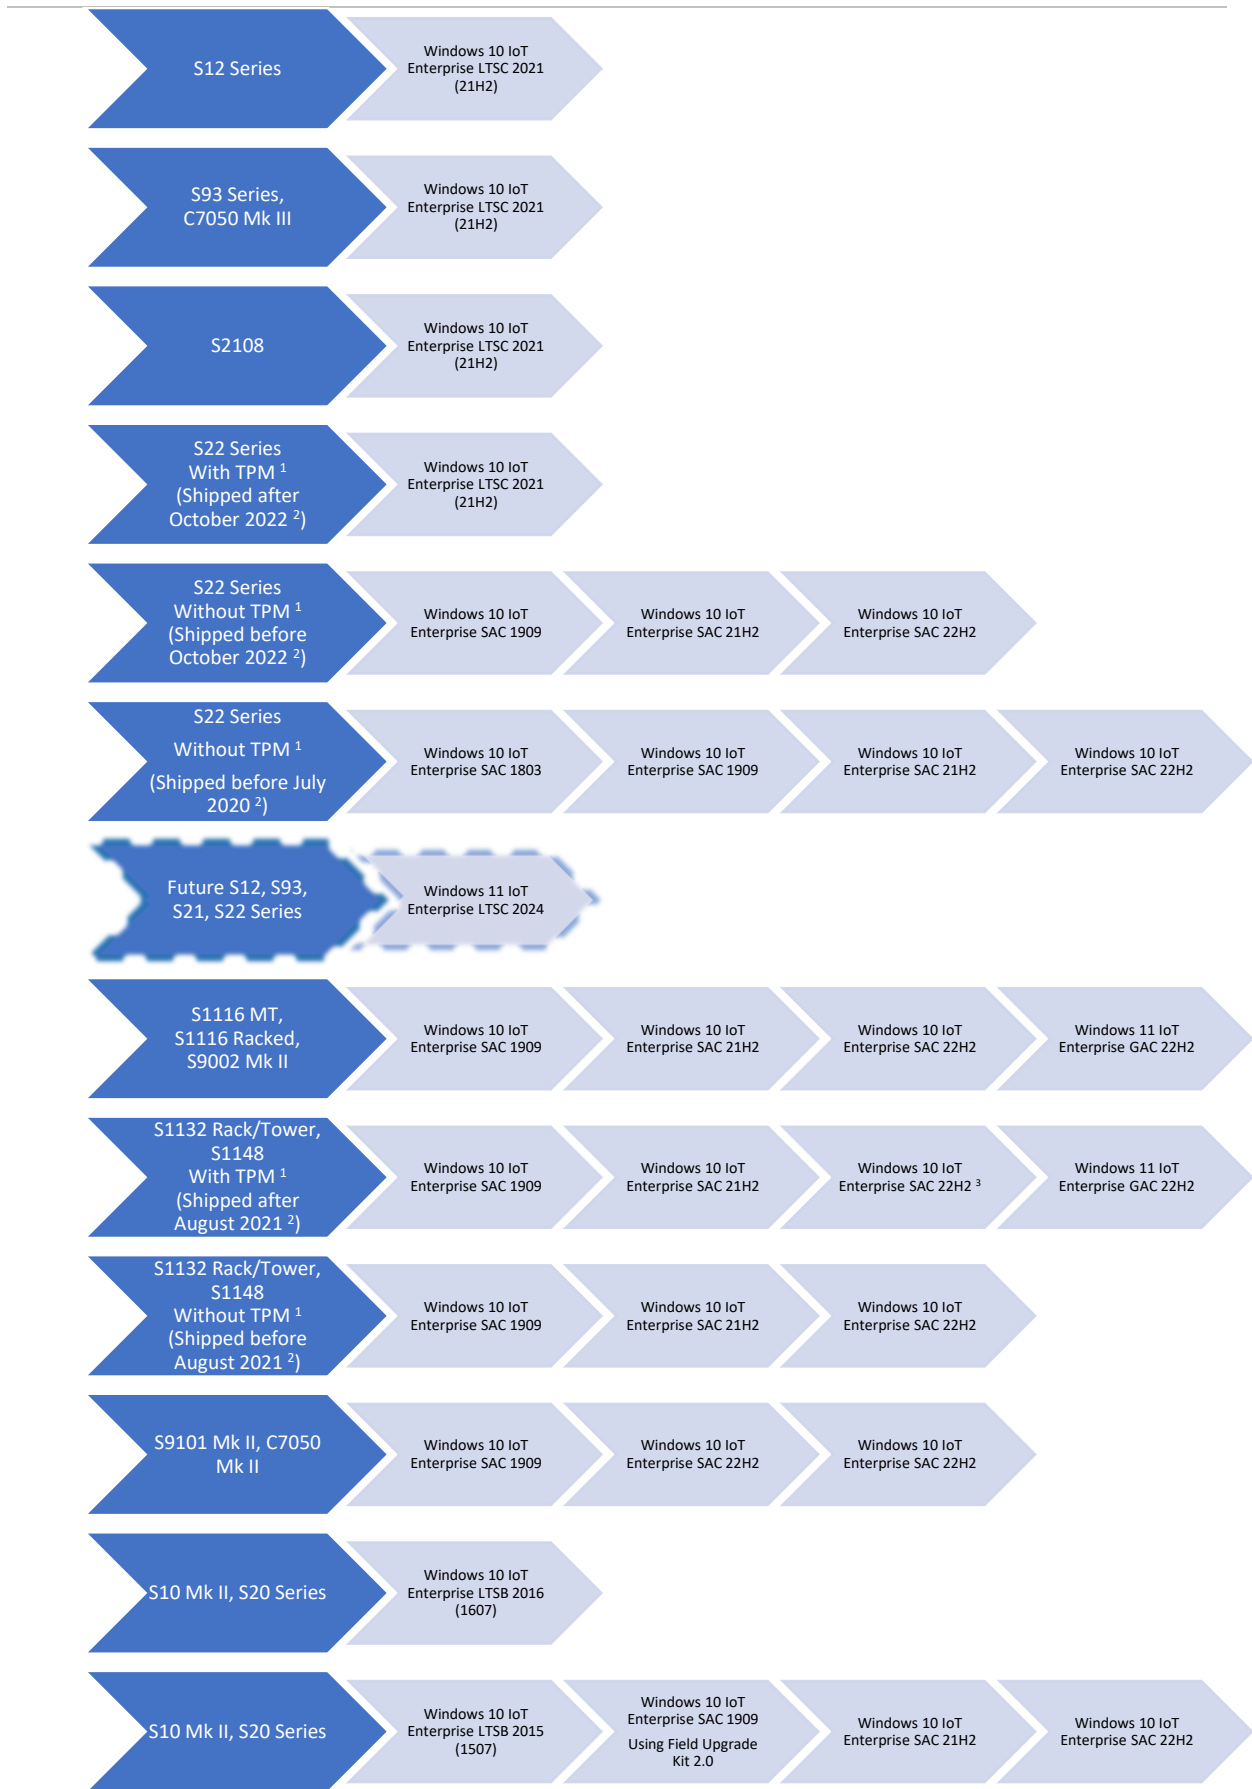 S12 Series
Windows 10 IoT
Enterprise LTSC 2021
(21H2)
S93 Series,
C7050 Mk III
Windows 10 IoT
Enterprise LTSC 2021
(21H2)
S2108
Windows 10 IoT
Enterprise LTSC 2021
(21H2)
S22 Series
With TPM 1
(Shipped after
October 2022 2)
Windows 10 IoT
Enterprise LTSC 2021
(21H2)
S22 Series
Without TPM 1
(Shipped before
October 2022 2)
Windows 10 IoT
Enterprise SAC 1909
Windows 10 IoT
Enterprise SAC 21H2
Windows 10 IoT
Enterprise SAC 22H2
S22 Series
Without TPM 1
(Shipped before July
2020 2)
Windows 10 IoT
Enterprise SAC 1803
Windows 10 IoT
Enterprise SAC 1909
Windows 10 IoT
Enterprise SAC 21H2
Windows 10 IoT
Enterprise SAC 22H2
Future S12, S93,
S21, S22 Series
Windows 11 IoT
Enterprise LTSC 2024
S1116 MT,
S1116 Racked,
S9002 Mk II
Windows 10 IoT
Enterprise SAC 1909
Windows 10 IoT
Enterprise SAC 21H2
Windows 10 IoT
Enterprise SAC 22H2
Windows 11 IoT
Enterprise GAC 22H2
S1132 Rack/Tower,
S1148
With TPM 1
(Shipped after
August 2021 2)
Windows 10 IoT
Enterprise SAC 1909
Windows 10 IoT
Enterprise SAC 21H2
Windows 10 IoT
Enterprise SAC 22H2 3
Windows 11 IoT
Enterprise GAC 22H2
S1132 Rack/Tower,
S1148
Without TPM 1
(Shipped before
August 2021 2)
Windows 10 IoT
Enterprise SAC 1909
Windows 10 IoT
Enterprise SAC 21H2
Windows 10 IoT
Enterprise SAC 22H2
S9101 Mk II, C7050
Mk II
Windows 10 IoT
Enterprise SAC 1909
Windows 10 IoT
Enterprise SAC 22H2
Windows 10 IoT
Enterprise SAC 22H2
S10 Mk II, S20 Series
Windows 10 IoT
Enterprise LTSB 2016
(1607)
S10 Mk II, S20 Series
Windows 10 IoT
Enterprise LTSB 2015
(1507)
Windows 10 IoT
Enterprise SAC 1909
Using Field Upgrade
Kit 2.0
Windows 10 IoT
Enterprise SAC 21H2
Windows 10 IoT
Enterprise SAC 22H2